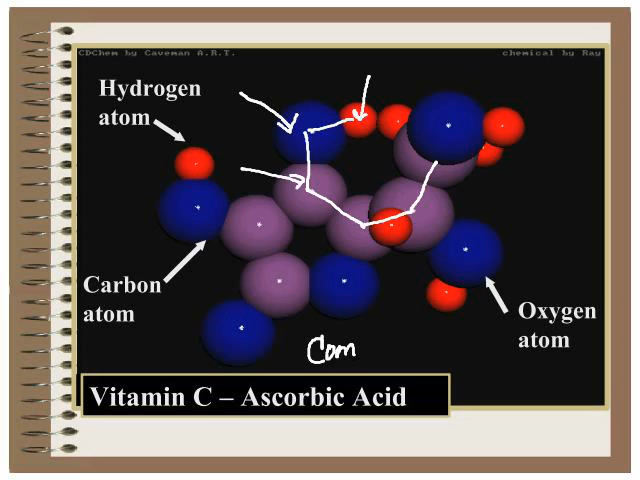 CDChem by Caveman A.R.T. chemical by Ray
Hydrogen
atom
Carbon
atom
Oxygen
atom
Com
Vitamin C – Ascorbic Acid